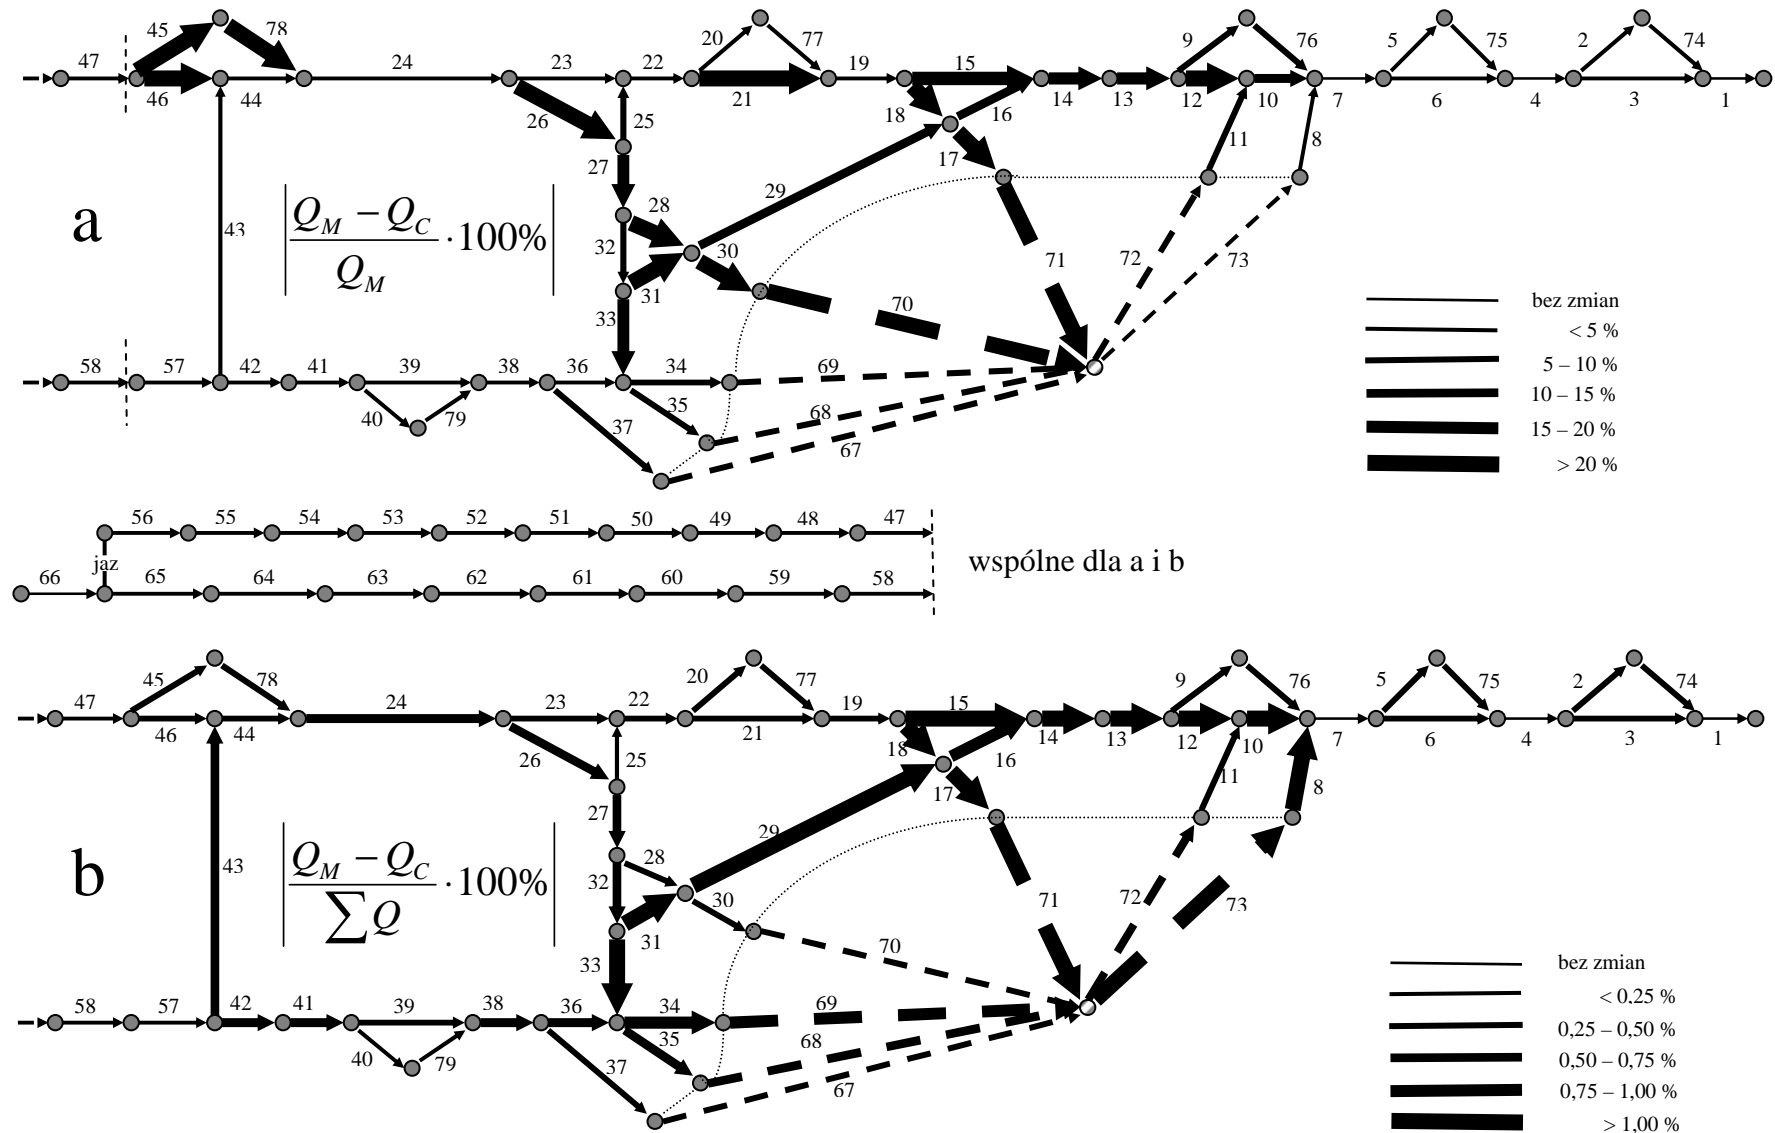 45 78 20 77 9 76 5 75 2 74
47 24 23 22 19 15
46 44 26 25 21 18 16 14 13 12 10 7 6 4 3 1
27 17 11 8
a
|Q_M − Q_C / Q_M · 100%|
43 28 29
32 30 71 72 73
31 70
33
bez zmian
< 5 %
5 – 10 %
10 – 15 %
15 – 20 %
> 20 %
58 57 42 41 39 38 36 34 69
40 79 37 35 68
67
56 55 54 53 52 51 50 49 48 47
jaz
wspólne dla a i b
66 65 64 63 62 61 60 59 58
45 78 20 77 9 76 5 75 2 74
47 24 23 22 19 15
46 44 26 25 21 18 16 14 13 12 10 7 6 4 3 1
27 17 11 8
b
|Q_M − Q_C / ∑Q · 100%|
43 28 29
32 30 71 72 73
31 70
33
bez zmian
< 0,25 %
0,25 – 0,50 %
0,50 – 0,75 %
0,75 – 1,00 %
> 1,00 %
58 57 42 41 39 38 36 34 69
40 79 37 35 68
67